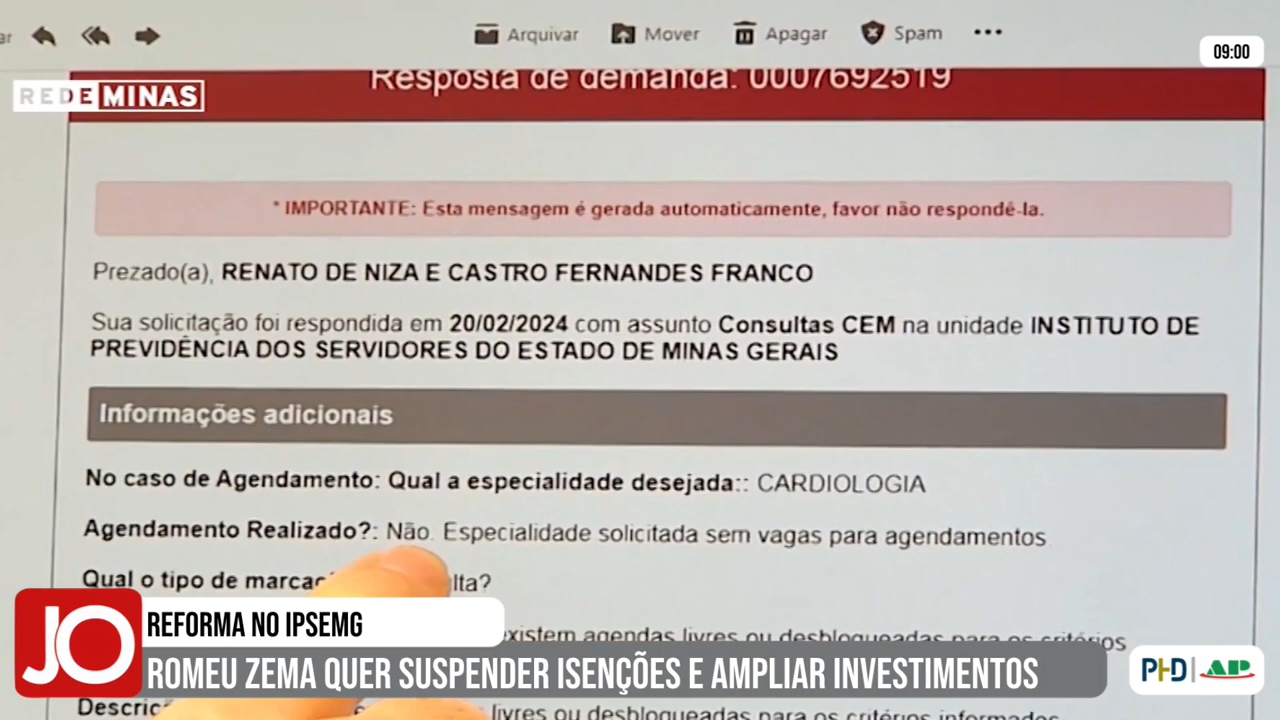 Arquivar Mover Apagar Spam
09:00
REDE MINAS
Resposta de demanda: 0007692519
* IMPORTANTE: Esta mensagem é gerada automaticamente, favor não respondê-la.
Prezado(a), RENATO DE NIZA E CASTRO FERNANDES FRANCO
Sua solicitação foi respondida em 20/02/2024 com assunto Consultas CEM na unidade INSTITUTO DE
PREVIDÊNCIA DOS SERVIDORES DO ESTADO DE MINAS GERAIS
Informações adicionais
No caso de Agendamento: Qual a especialidade desejada:: CARDIOLOGIA
Agendamento Realizado?: Não. Especialidade solicitada sem vagas para agendamentos
Qual o tipo de
existem agendas livres ou desbloqueadas para os critérios
JO
REFORMA NO IPSEMG
ROMEU ZEMA QUER SUSPENDER ISENÇÕES E AMPLIAR INVESTIMENTOS
PHD | AP
livres ou desbloqueadas para os critérios informados